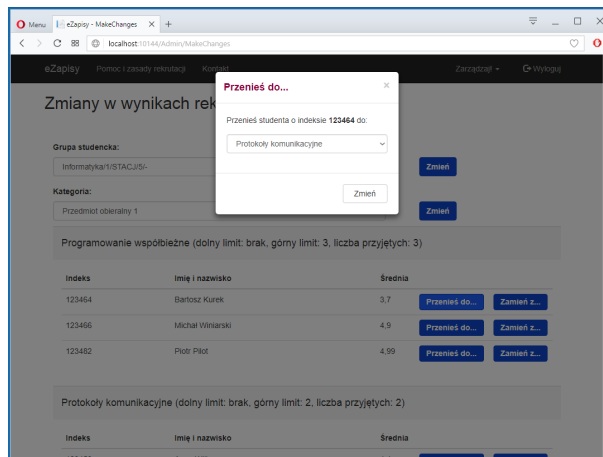 Menu
eZapisy - MakeChanges
localhost:10144/Admin/MakeChanges
eZapisy Pomoc i zasady rekrutacji Kontakt Zarządzaj! Wyloguj
Zmiany w wynikach rek
Przenieś do...
Przenieś studenta o indeksie 123464 do:
Protokoły komunikacyjne
Zmień
Grupa studencka:
Informatyka/1/STACJ/5/- Zmień
Kategoria:
Przedmiot obieralny 1 Zmień
Programowanie współbieżne (dolny limit: brak, górny limit: 3, liczba przyjętych: 3)
Indeks Imię i nazwisko Średnia
123464 Bartosz Kurek 3,7 Przenieś do... Zamień z...
123466 Michał Winiarski 4,9 Przenieś do... Zamień z...
123482 Piotr Pilot 4,99 Przenieś do... Zamień z...
Protokoły komunikacyjne (dolny limit: brak, górny limit: 2, liczba przyjętych: 2)
Indeks Imię i nazwisko Średnia